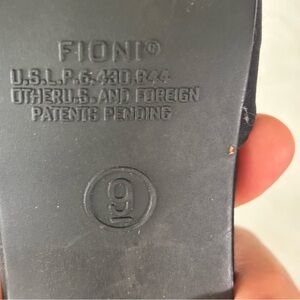 FIONI®
U.S.L.P.6.430.844
OTHER U.S. AND FOREIGN
PATENTS PENDING
9